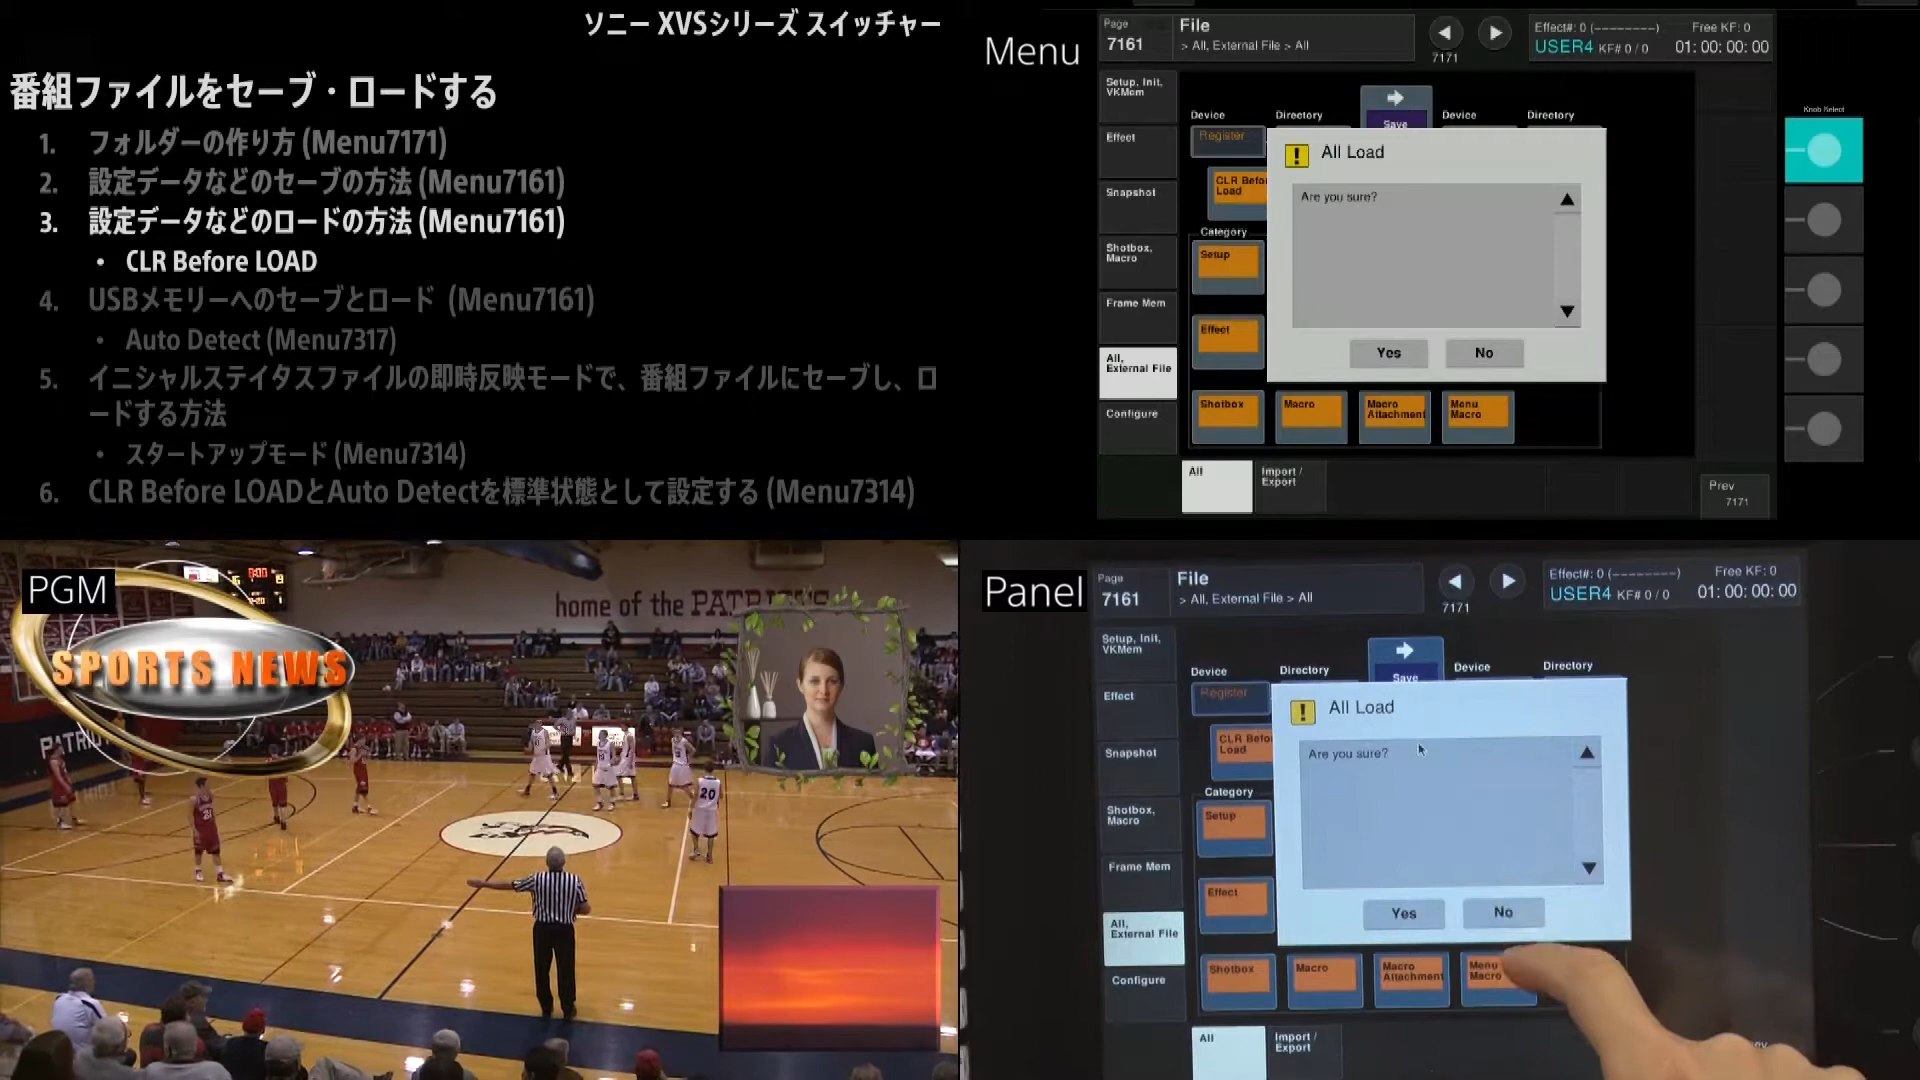 ソニー XVSシリーズ スイッチャー
番組ファイルをセーブ・ロードする
1. フォルダーの作り方 (Menu7171)
2. 設定データなどのセーブの方法 (Menu7161)
3. 設定データなどのロードの方法 (Menu7161)
• CLR Before LOAD
4. USBメモリーへのセーブとロード (Menu7161)
• Auto Detect (Menu7317)
5. イニシャルステイタスファイルの即時反映モードで、番組ファイルにセーブし、ロ
ードする方法
• スタートアップモード (Menu7314)
6. CLR Before LOADとAuto Detectを標準状態として設定する (Menu7314)
Menu
Page
7161
File
> All, External File > All
7171
Effect#: 0 (--------)
USER4 KF# 0 / 0
Free KF: 0
01: 00: 00: 00
Setup, Init,
VKMem
Effect
Snapshot
Shotbox,
Macro
Frame Mem
All,
External File
Configure
Device
Directory
Save
Device
Directory
Register
CLR Befo
Load
Category
Setup
Effect
Shotbox
Macro
Macro
Attachment
Menu
Macro
All Load
Are you sure?
Yes
No
All
Import /
Export
Prev
7171
Knob Select
PGM
SPORTS NEWS
home of the PATRIOTS
PATRIO
20
21
Panel
Page
7161
File
> All, External File > All
7171
Effect#: 0 (--------)
USER4 KF# 0 / 0
Free KF: 0
01: 00: 00: 00
Setup, Init,
VKMem
Effect
Snapshot
Shotbox,
Macro
Frame Mem
All,
External File
Configure
Device
Directory
Save
Device
Directory
Register
CLR Befo
Load
Category
Setup
Effect
Shotbox
Macro
Macro
Attachment
Menu
Macro
All Load
Are you sure?
Yes
No
All
Import /
Export